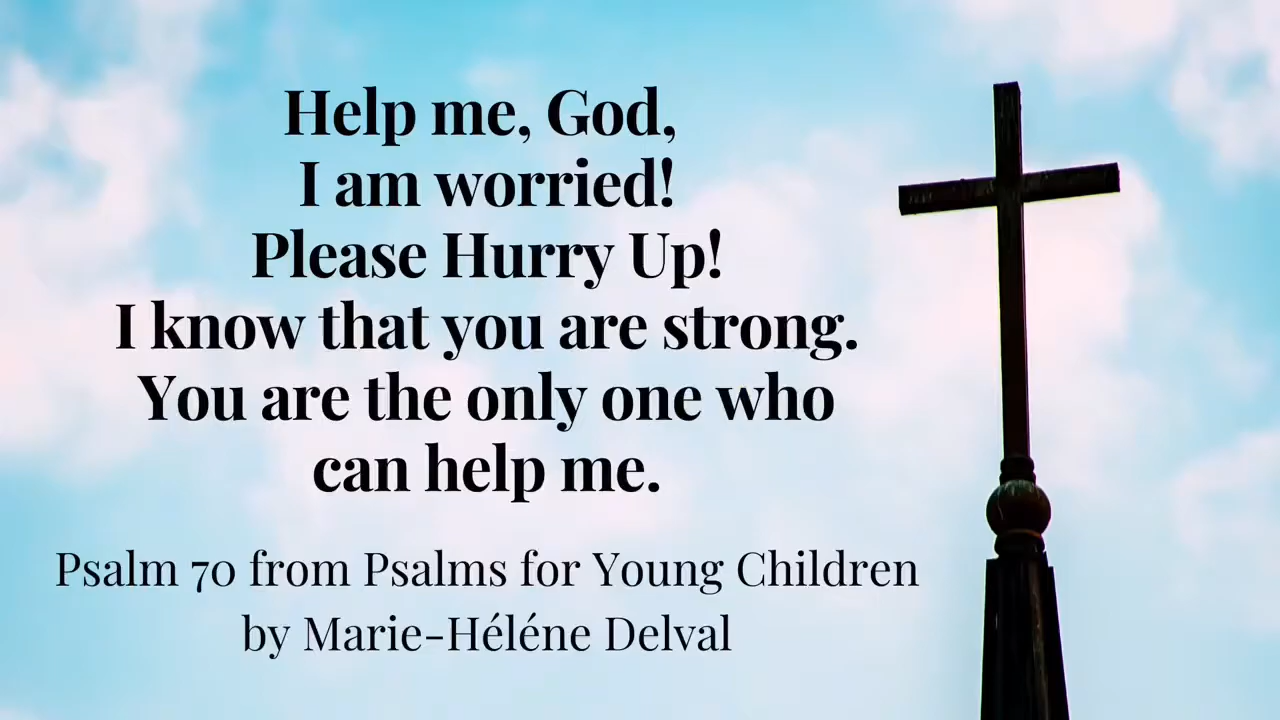 Help me, God,
I am worried!
Please Hurry Up!
I know that you are strong.
You are the only one who
can help me.
Psalm 70 from Psalms for Young Children
by Marie-Héléne Delval